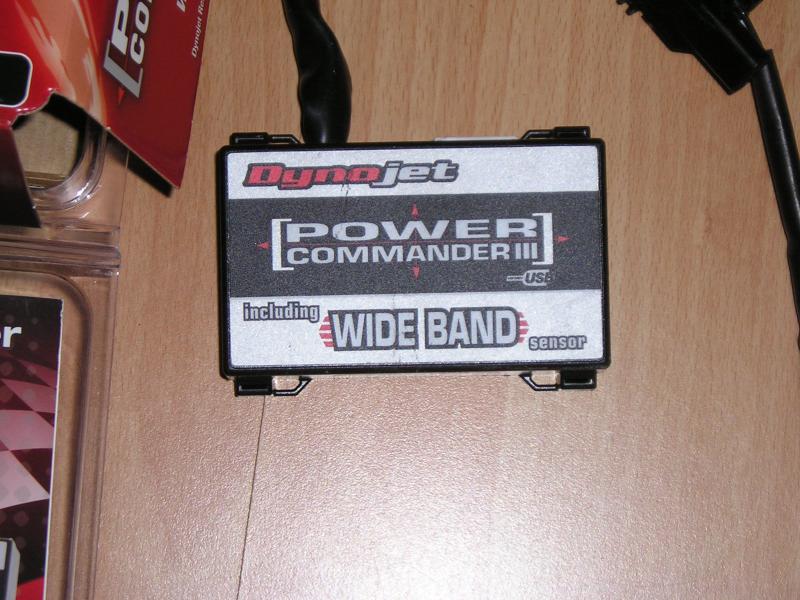 Dynojet
POWER
COMMANDER III
USB
including
WIDE BAND
sensor